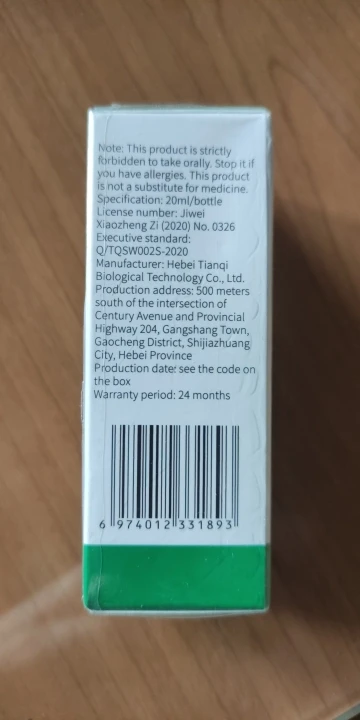 Note: This product is strictly
forbidden to take orally. Stop it if
you have allergies. This product
is not a substitute for medicine.
Specification: 20ml/bottle
License number: Jiwei
Xiaozheng Zi (2020) No. 0326
Executive standard:
Q/TQSW002S-2020
Manufacturer: Hebei Tianqi
Biological Technology Co., Ltd.
Production address: 500 meters
south of the intersection of
Century Avenue and Provincial
Highway 204, Gangshang Town,
Gaocheng District, Shijiazhuang
City, Hebei Province
Production date: see the code on
the box
Warranty period: 24 months
6 974012 331893